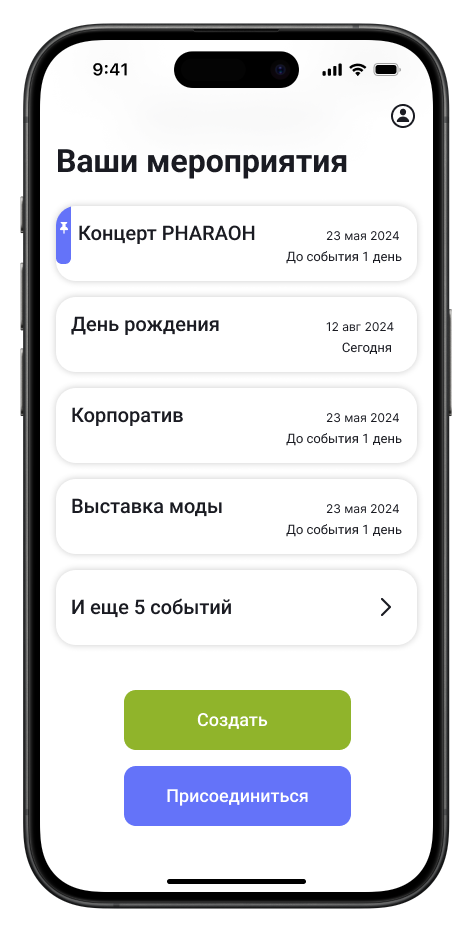 9:41
Ваши мероприятия
Концерт PHARAOH
23 мая 2024
До события 1 день
День рождения
12 авг 2024
Сегодня
Корпоратив
23 мая 2024
До события 1 день
Выставка моды
23 мая 2024
До события 1 день
И еще 5 событий
Создать
Присоединиться